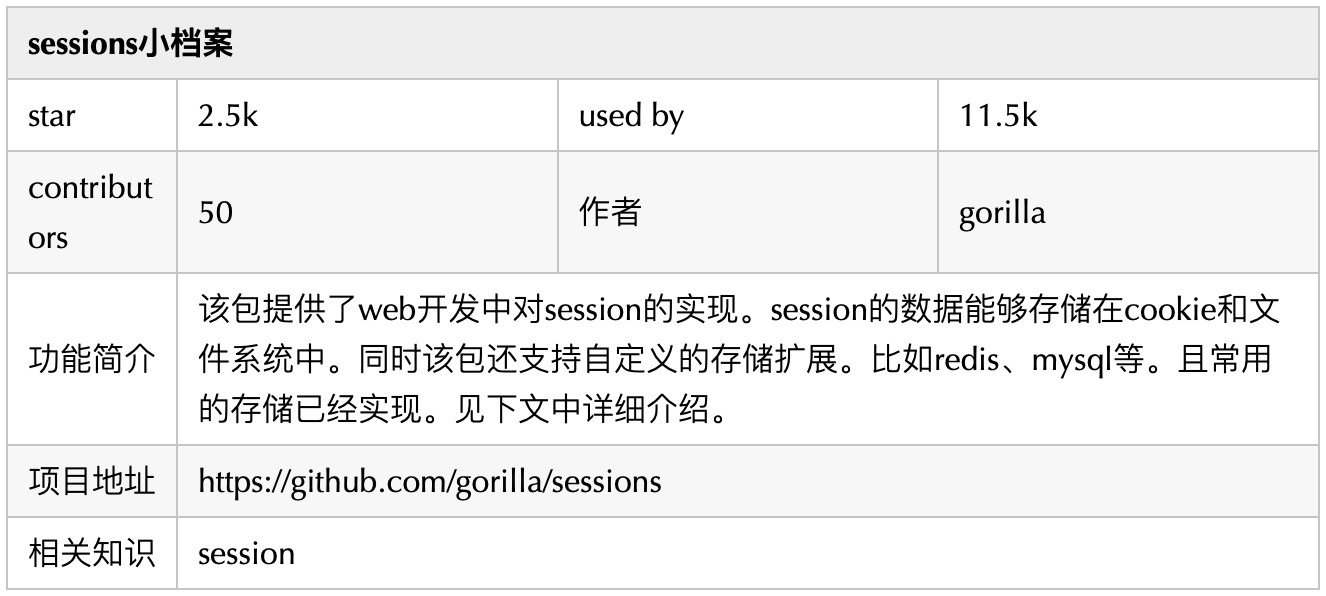 sessions小档案
star 2.5k used by 11.5k
contribut
ors 50 作者 gorilla
功能简介
该包提供了web开发中对session的实现。session的数据能够存储在cookie和文
件系统中。同时该包还支持自定义的存储扩展。比如redis、mysql等。且常用
的存储已经实现。见下文中详细介绍。
项目地址 https://github.com/gorilla/sessions
相关知识 session